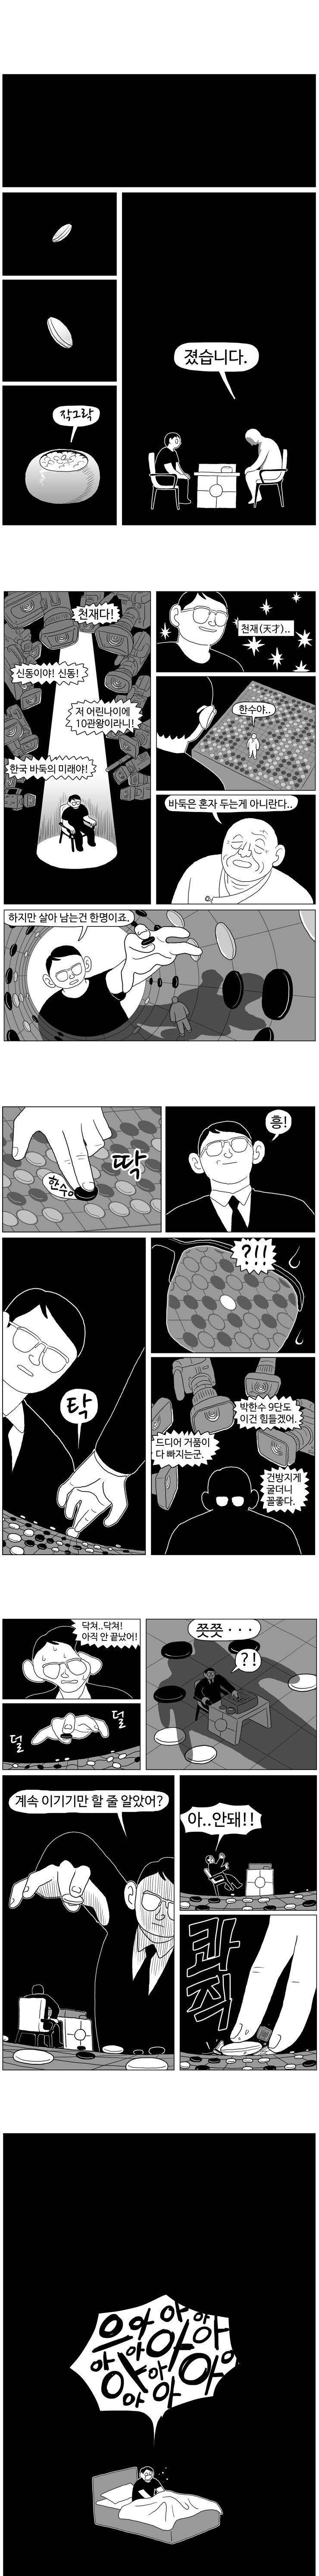 졌습니다.
작그락
천재다!
신동이야! 신동!
저 어린나이에
10관왕이라니!
한국 바둑의 미래야!
천재(天才)..
한수야..
바둑은 혼자 두는게 아니란다..
하지만 살아 남는건 한명이죠.
한수야
딱
흥!
탁
?!!
박한수 9단도
이건 힘들겠어.
드디어 거품이
다 빠지는군.
건방지게
굴더니
꼴좋다.
닥쳐..닥쳐!
아직 안 끝났어!
덜
덜
쯧쯧 · · ·
?!
계속 이기기만 할 줄 알았어?
아..안돼!!
콰직
으아아아
아아아아
아아아아